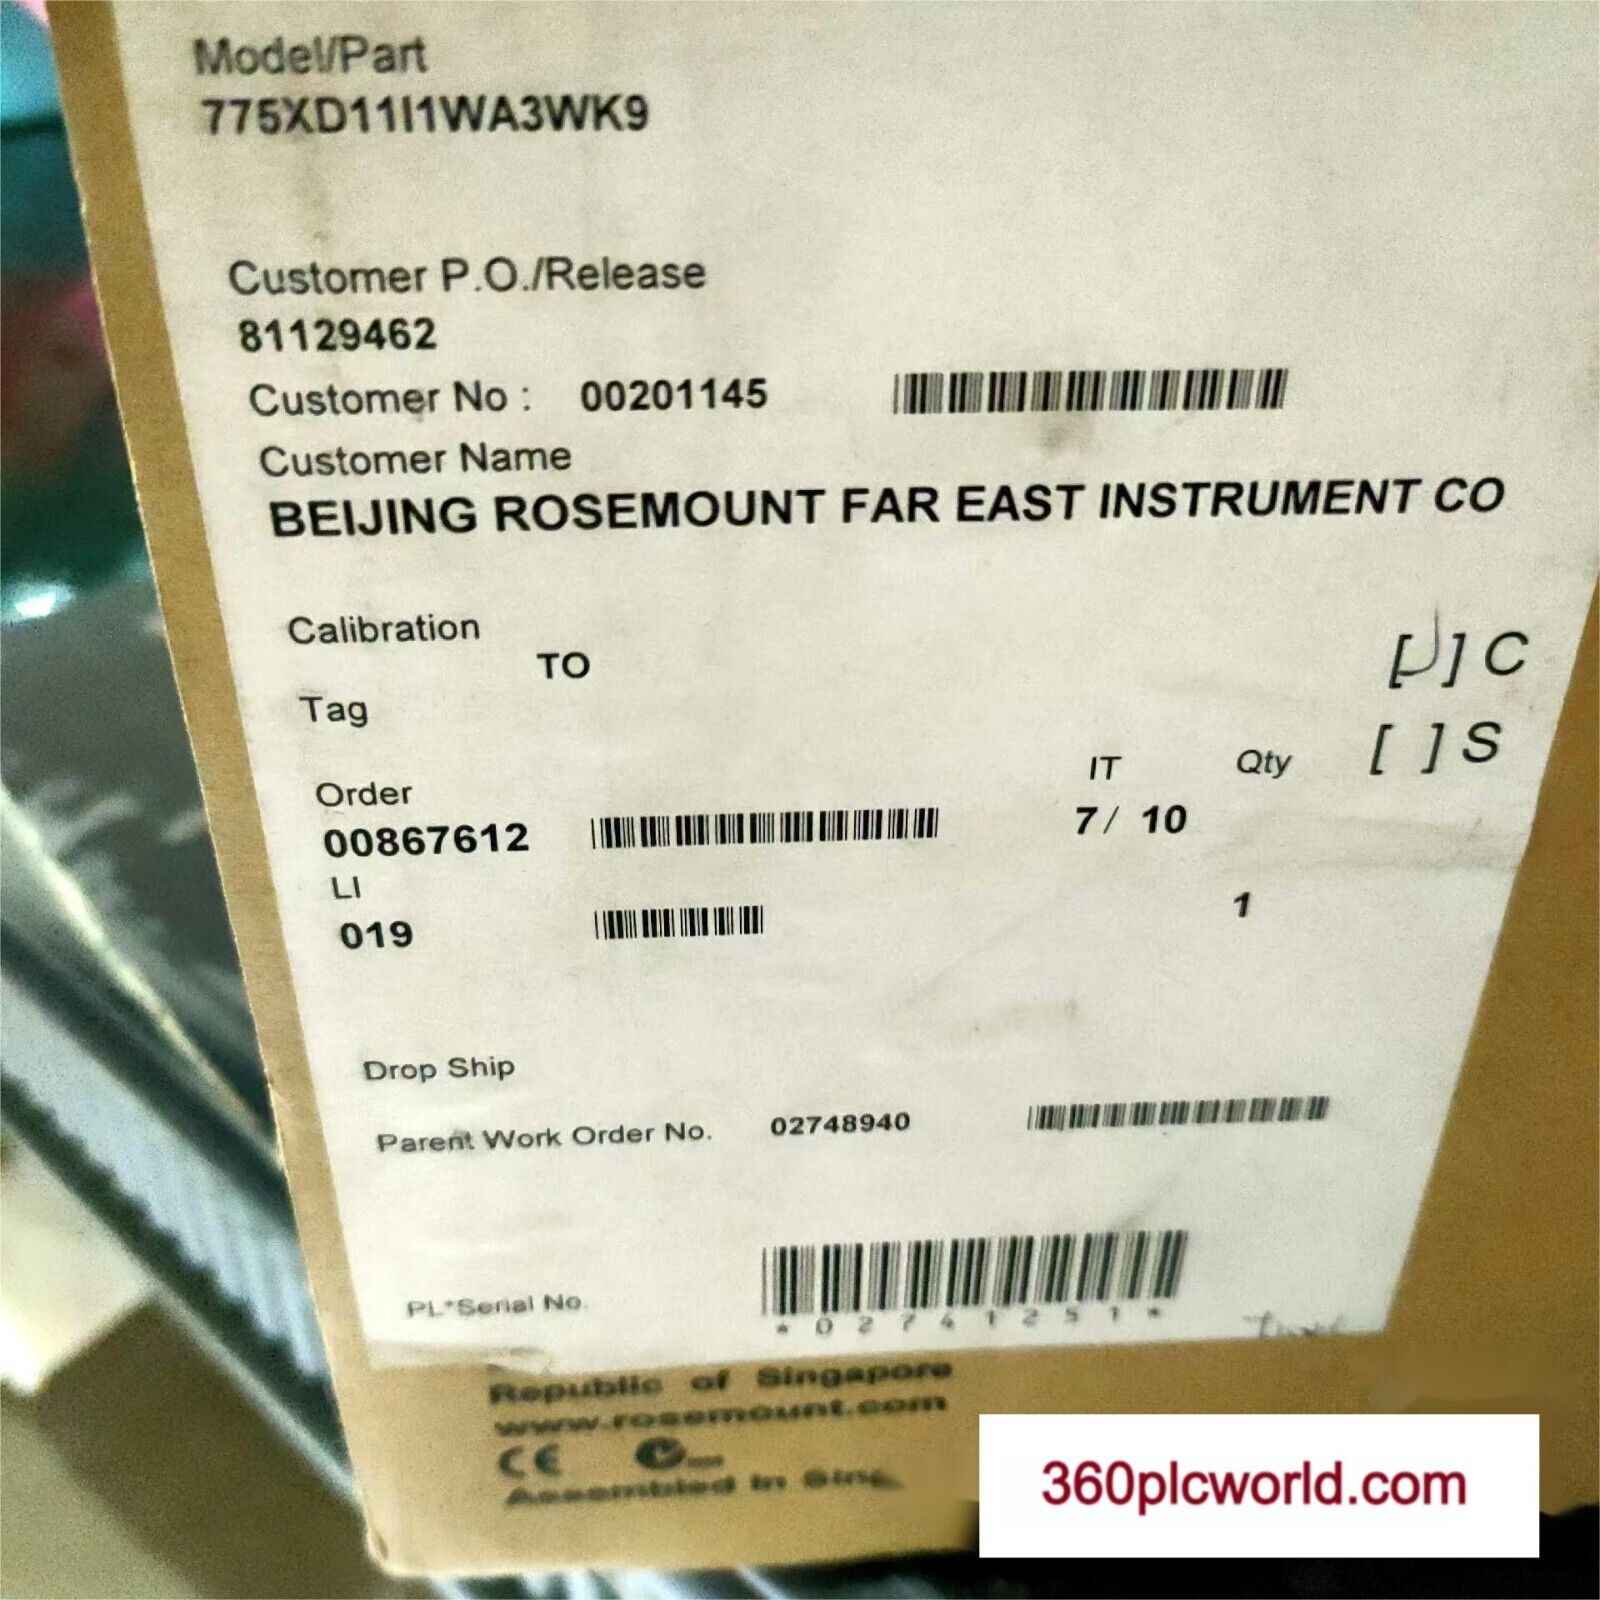 Model/Part
775XD11I1WA3WK9
Customer P.O./Release
81129462
Customer No : 00201145
Customer Name
BEIJING ROSEMOUNT FAR EAST INSTRUMENT CO
Calibration
TO
[ ] C
Tag
[ ] S
IT Qty
Order
00867612 7/ 10
LI
019 1
Drop Ship
Parent Work Order No. 02748940
PL*Serial No.
*02741251*
Republic of Singapore
www.rosemount.com
CE
Assembled in
360plcworld.com